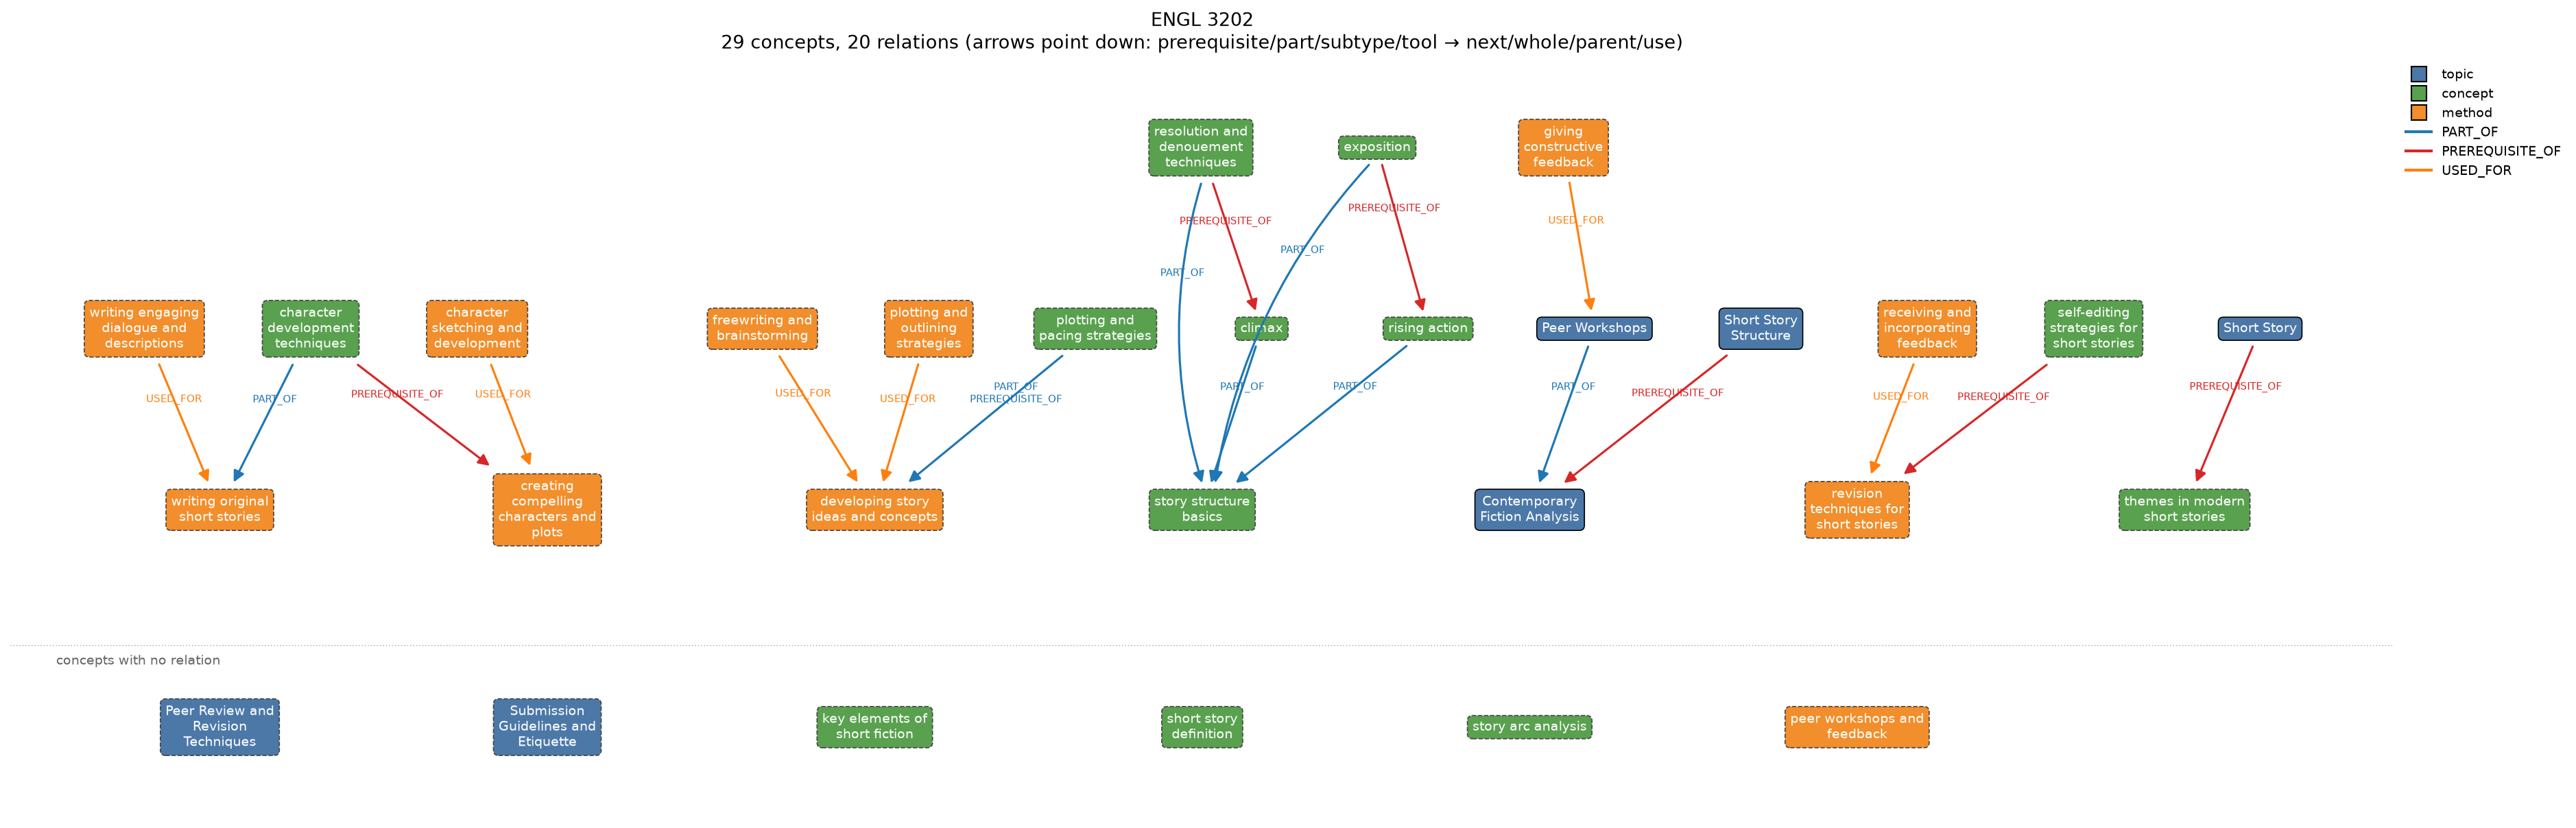 ENGL 3202
29 concepts, 20 relations (arrows point down: prerequisite/part/subtype/tool → next/whole/parent/use)
topic
concept
method
PART_OF
PREREQUISITE_OF
USED_FOR
resolution and
denouement
techniques
exposition
giving
constructive
feedback
PREREQUISITE_OF
PREREQUISITE_OF
USED_FOR
PART_OF
PART_OF
writing engaging
dialogue and
descriptions
character
development
techniques
character
sketching and
development
freewriting and
brainstorming
plotting and
outlining
strategies
plotting and
pacing strategies
climax
rising action
Peer Workshops
Short Story
Structure
receiving and
incorporating
feedback
self-editing
strategies for
short stories
Short Story
USED_FOR
PART_OF
PREREQUISITE_OF
USED_FOR
USED_FOR
USED_FOR
PART_OF
PREREQUISITE_OF
PART_OF
PART_OF
PART_OF
PREREQUISITE_OF
USED_FOR
PREREQUISITE_OF
PREREQUISITE_OF
writing original
short stories
creating
compelling
characters and
plots
developing story
ideas and concepts
story structure
basics
Contemporary
Fiction Analysis
revision
techniques for
short stories
themes in modern
short stories
concepts with no relation
Peer Review and
Revision
Techniques
Submission
Guidelines and
Etiquette
key elements of
short fiction
short story
definition
story arc analysis
peer workshops and
feedback